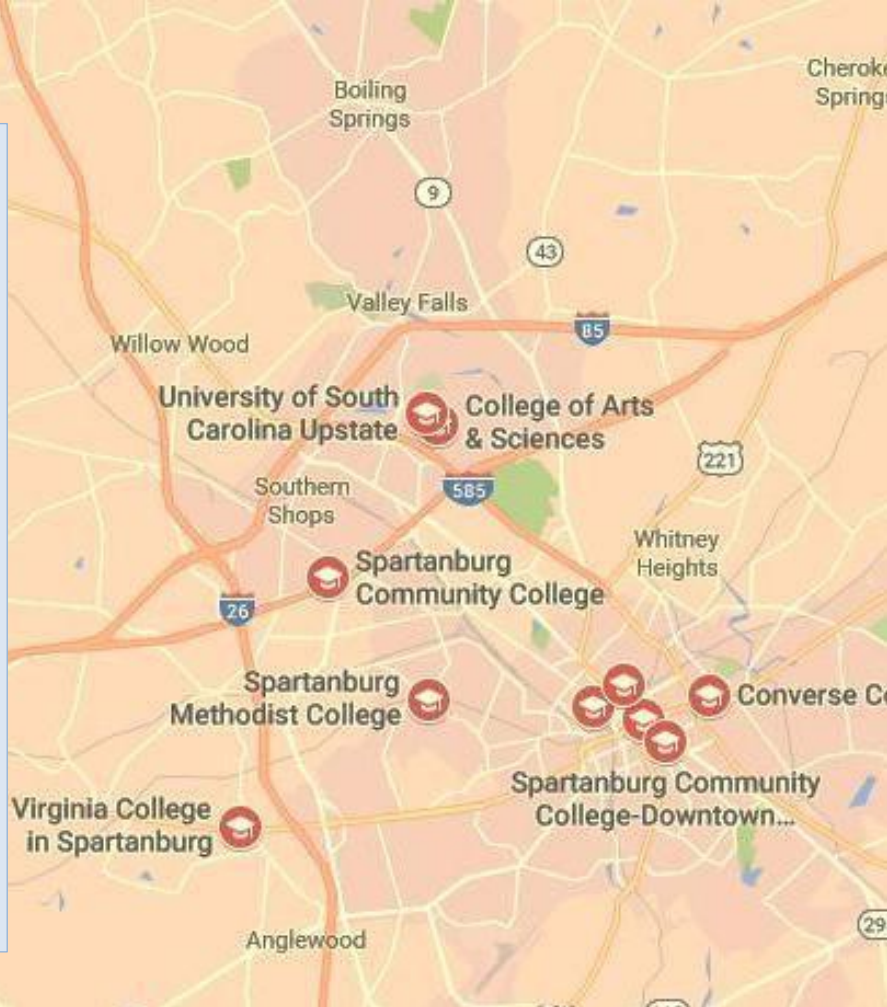 Cheroke
Spring
Boiling
Springs
9
43
Valley Falls
85
Willow Wood
University of South
Carolina Upstate
College of Arts
& Sciences
221
585
Southern
Shops
Whitney
Heights
Spartanburg
Community College
26
Spartanburg
Methodist College
Converse Co
Spartanburg Community
College-Downtown...
Virginia College
in Spartanburg
29
Anglewood